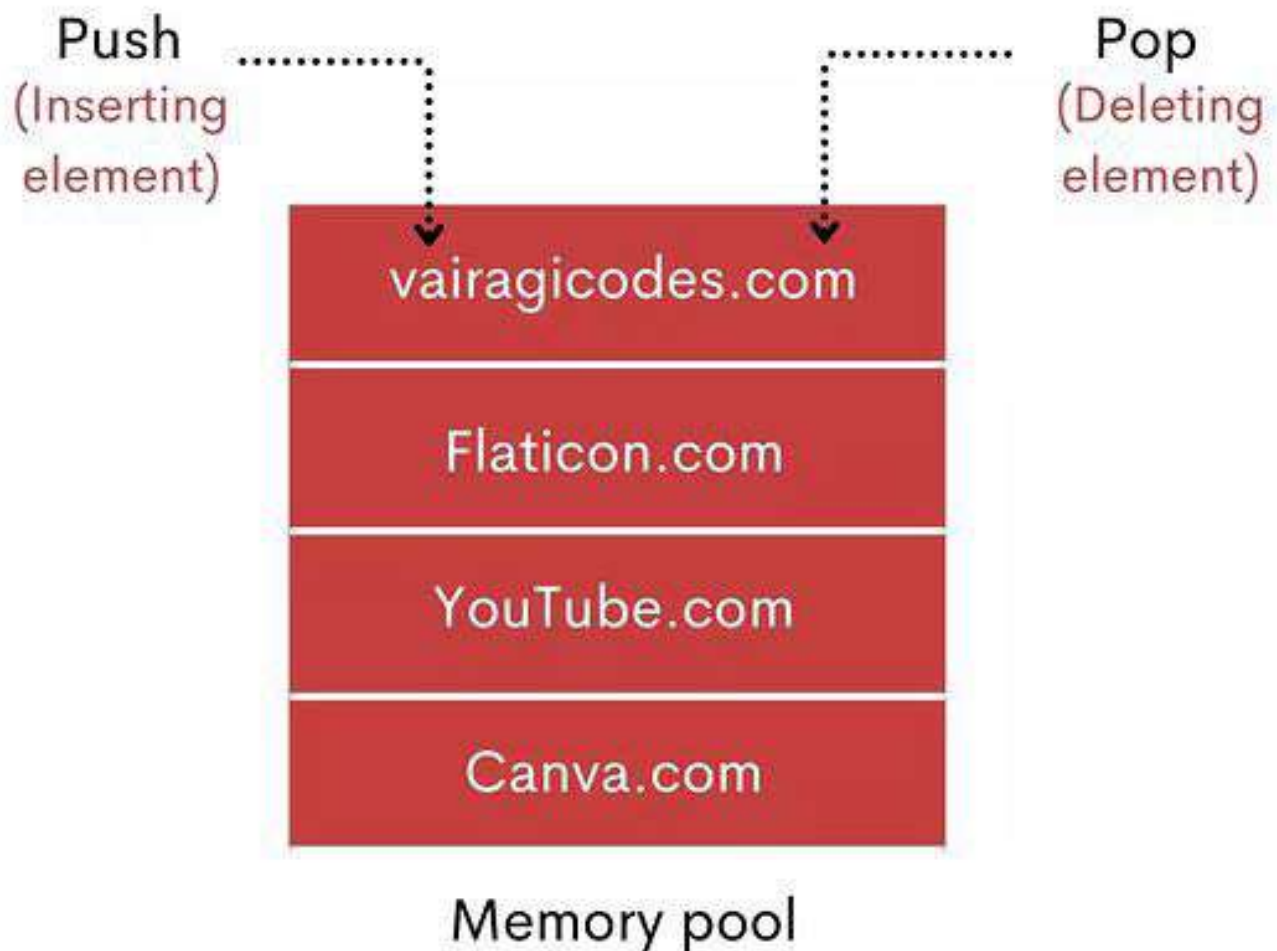 Push
(Inserting
element)
Pop
(Deleting
element)
vairagicodes.com
Flaticon.com
YouTube.com
Canva.com
Memory pool